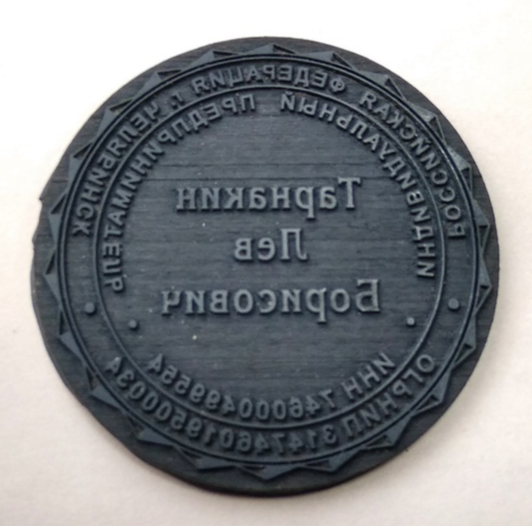 РОССИЙСКАЯ ФЕДЕРАЦИЯ г. ЧЕЛЯБИНСК
ИНДИВИДУАЛЬНЫЙ ПРЕДПРИНИМАТЕЛЬ
Тарнакин
Лев
Борисович
ИНН 746000499554
ОГРНИП 314746019500034